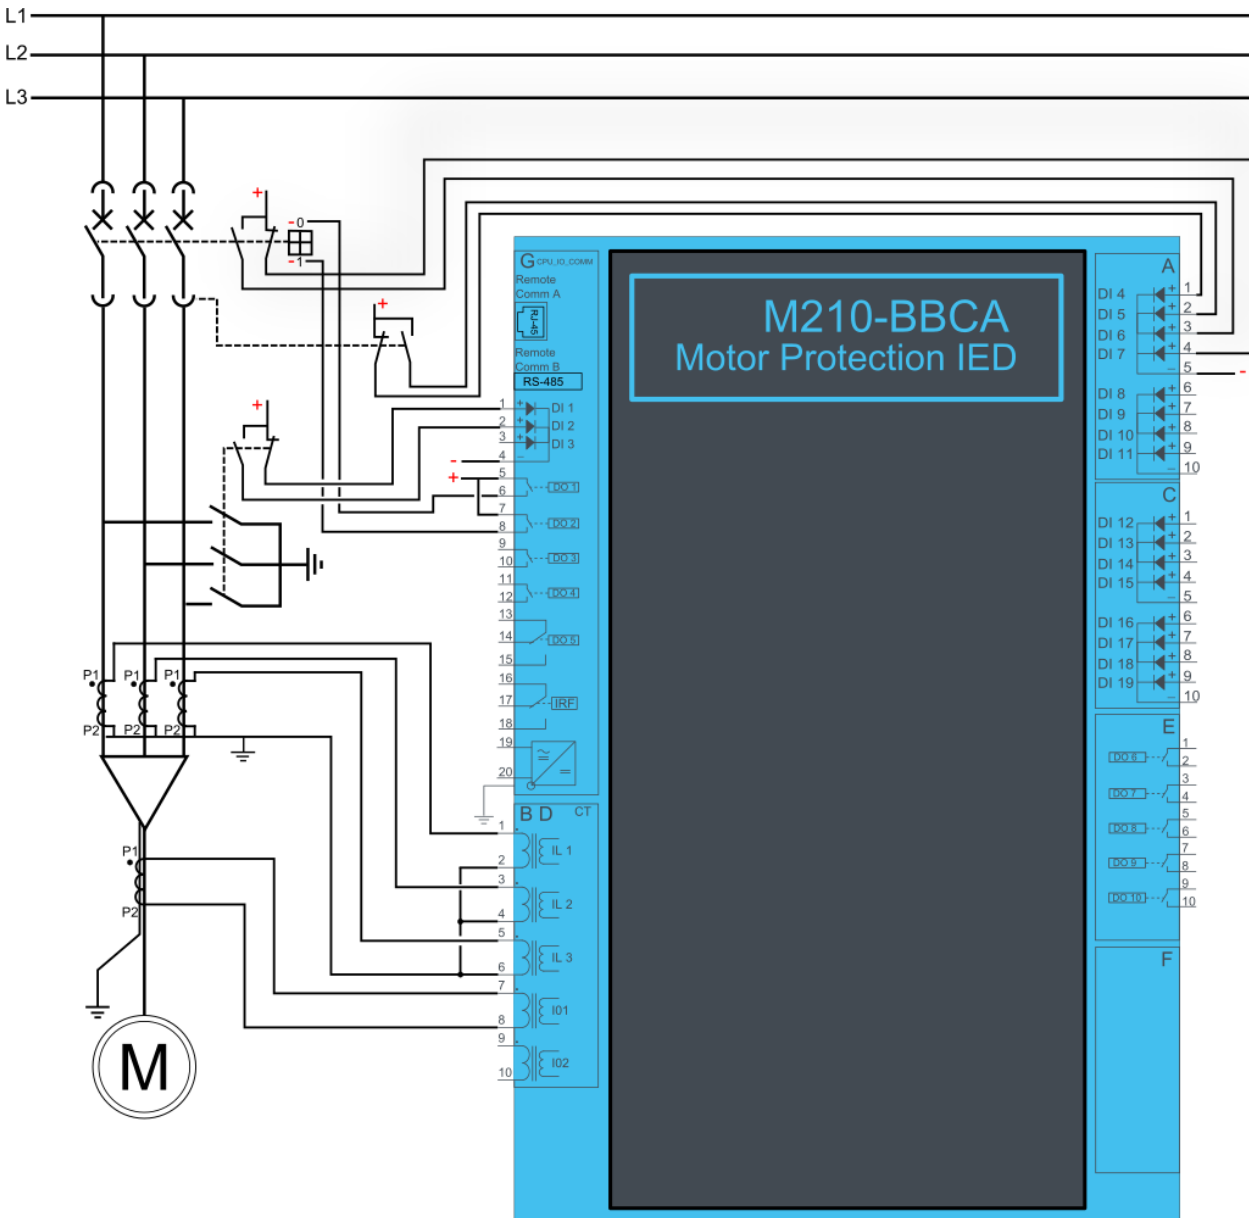 L1
L2
L3
+
-0
-1
+
+
G CPU_IO_COMM
Remote
Comm A
RJ-45
Remote
Comm B
RS-485
1 + DI 1
2 + DI 2
3 + DI 3
- 4 -
+ 5
6 DO 1
7
8 DO 2
9
10 DO 3
11
12 DO 4
13
14 DO 5
15
16
17 IRF
18
19
20
B D CT
1
2 IL 1
3
4 IL 2
5
6 IL 3
7
8 I01
9
10 I02
M210-BBCA
Motor Protection IED
A
DI 4 + 1
DI 5 + 2
DI 6 + 3
DI 7 + 4
- 5 -
DI 8 + 6
DI 9 + 7
DI 10 + 8
DI 11 + 9
- 10
C
DI 12 + 1
DI 13 + 2
DI 14 + 3
DI 15 + 4
- 5
DI 16 + 6
DI 17 + 7
DI 18 + 8
DI 19 + 9
- 10
E
1
DO 6 2
3
DO 7 4
5
DO 8 6
7
DO 9 8
9
DO 10 10
F
P1 P1 P1
P2 P2 P2
P1
P2
M